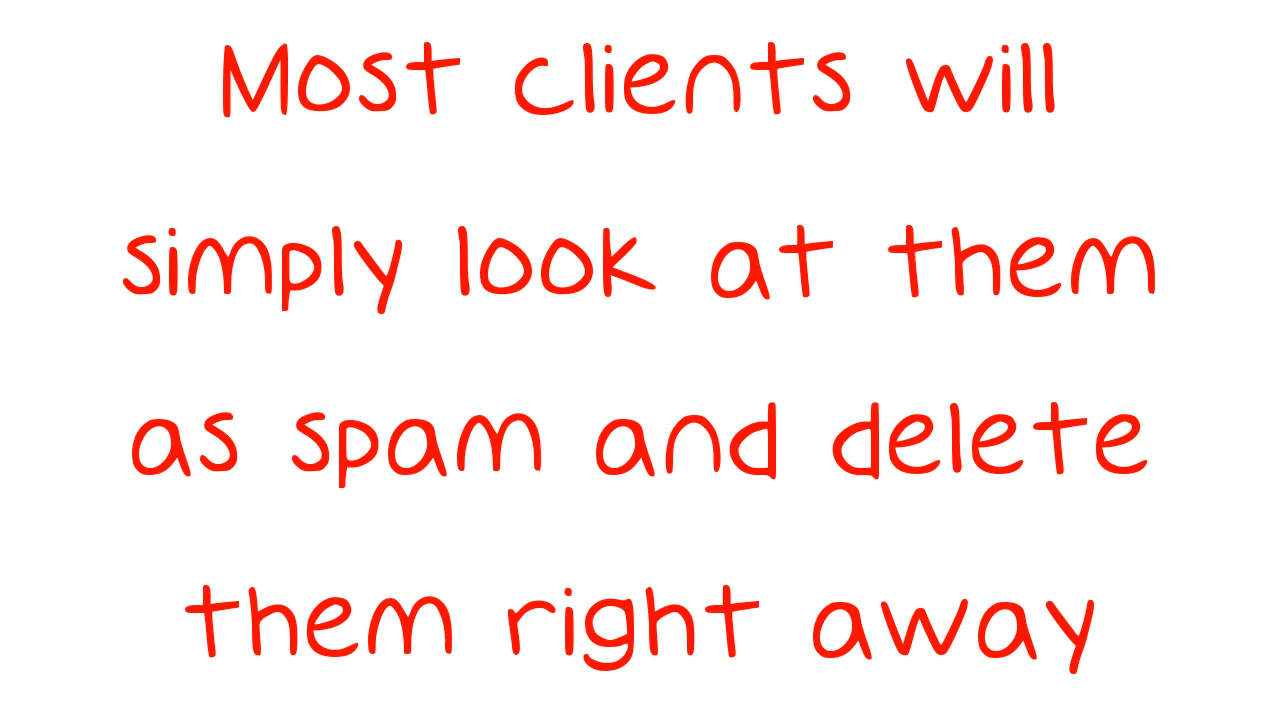 Most clients will
simply look at them
as spam and delete
them right away